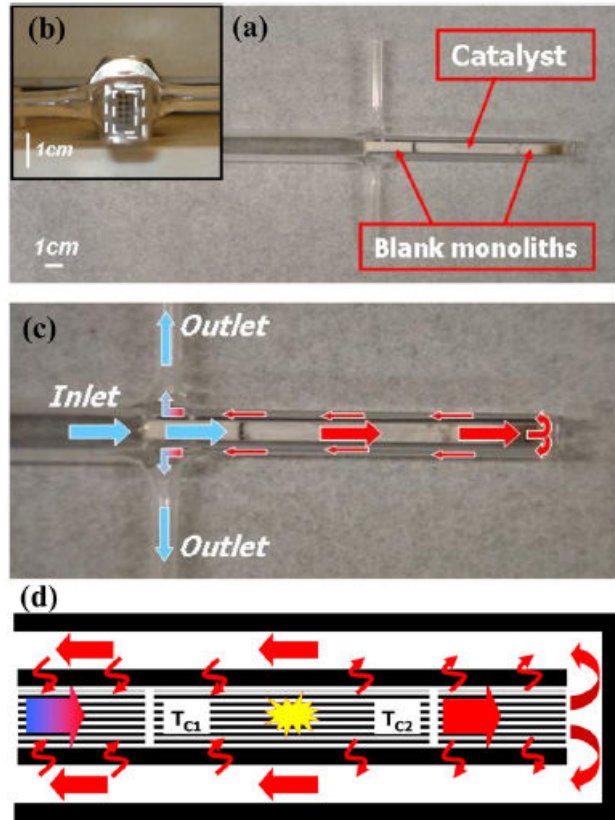 (b)
(a)
Catalyst
1cm
Blank monoliths
1cm
(c)
Outlet
Inlet
Outlet
(d)
TC1
TC2